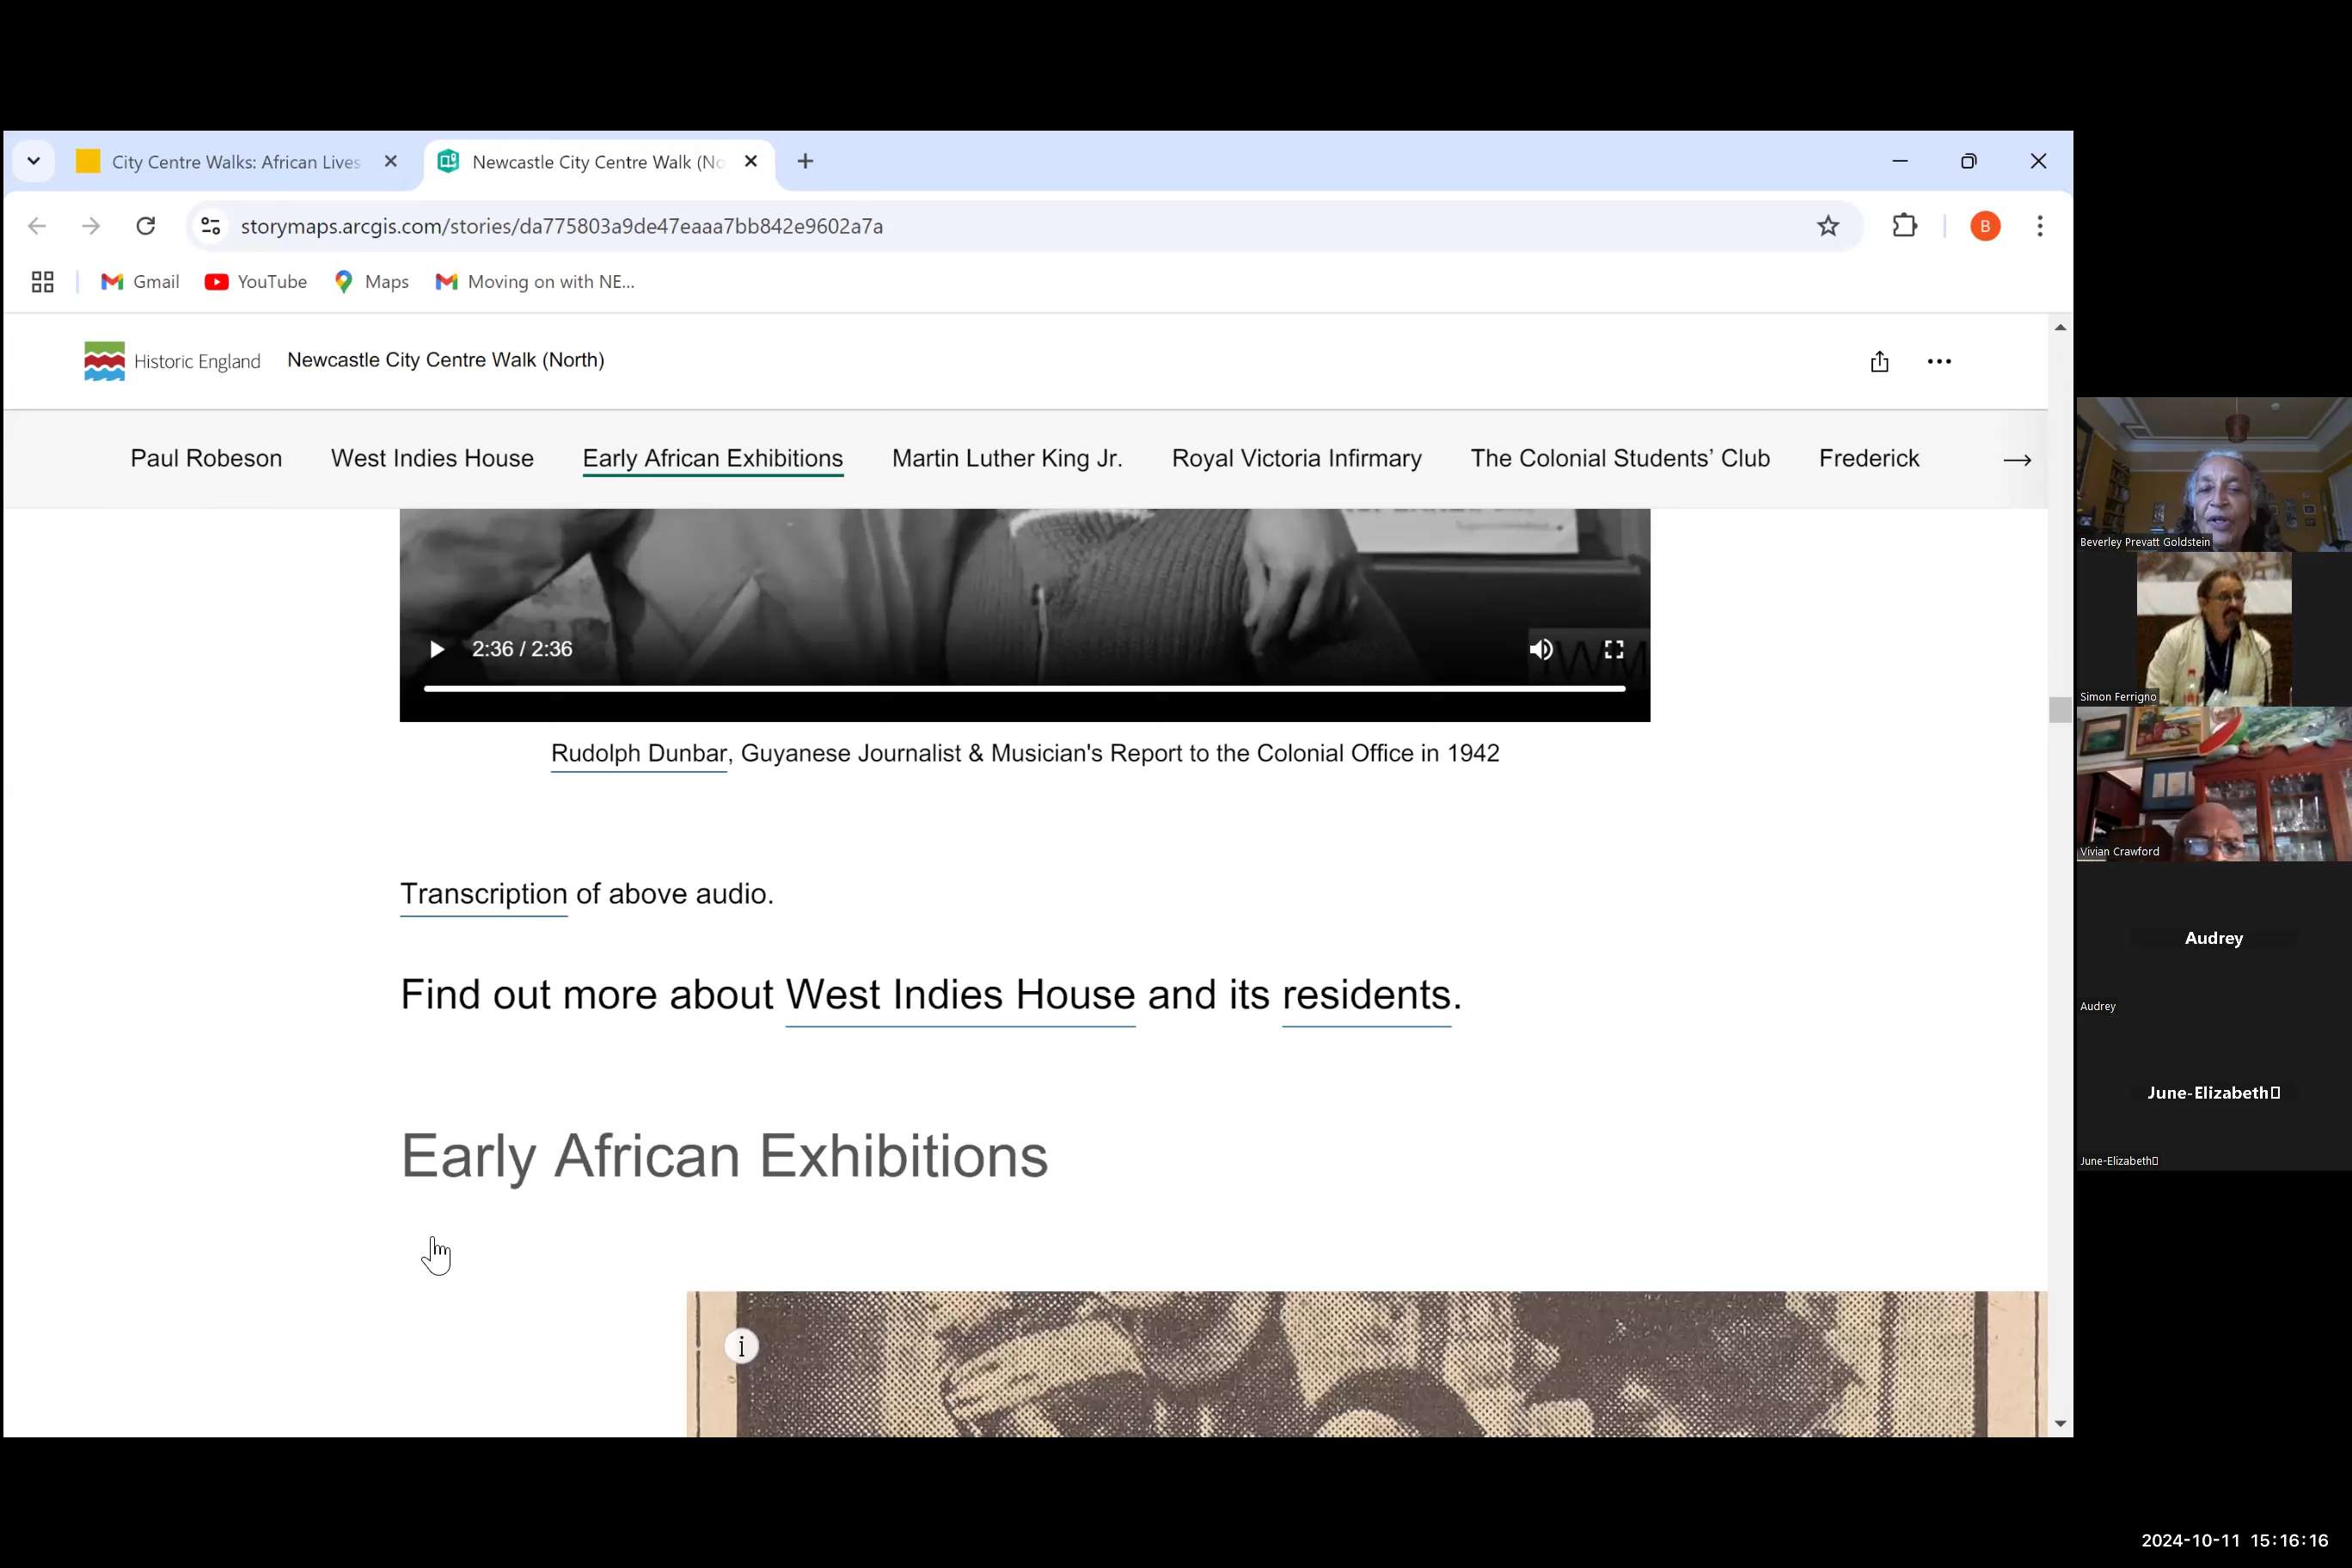 City Centre Walks: African Lives
Newcastle City Centre Walk (No
storymaps.arcgis.com/stories/da775803a9de47eaaa7bb842e9602a7a
B
Gmail
YouTube
Maps
Moving on with NE...
Historic England
Newcastle City Centre Walk (North)
Paul Robeson
West Indies House
Early African Exhibitions
Martin Luther King Jr.
Royal Victoria Infirmary
The Colonial Students’ Club
Frederick
2:36 / 2:36
IWM
Rudolph Dunbar, Guyanese Journalist & Musician's Report to the Colonial Office in 1942
Transcription of above audio.
Find out more about West Indies House and its residents.
Early African Exhibitions
i
Beverley Prevatt Goldstein
Simon Ferrigno
Vivian Crawford
Audrey
Audrey
June-Elizabeth
June-Elizabeth
2024-10-11 15:16:16